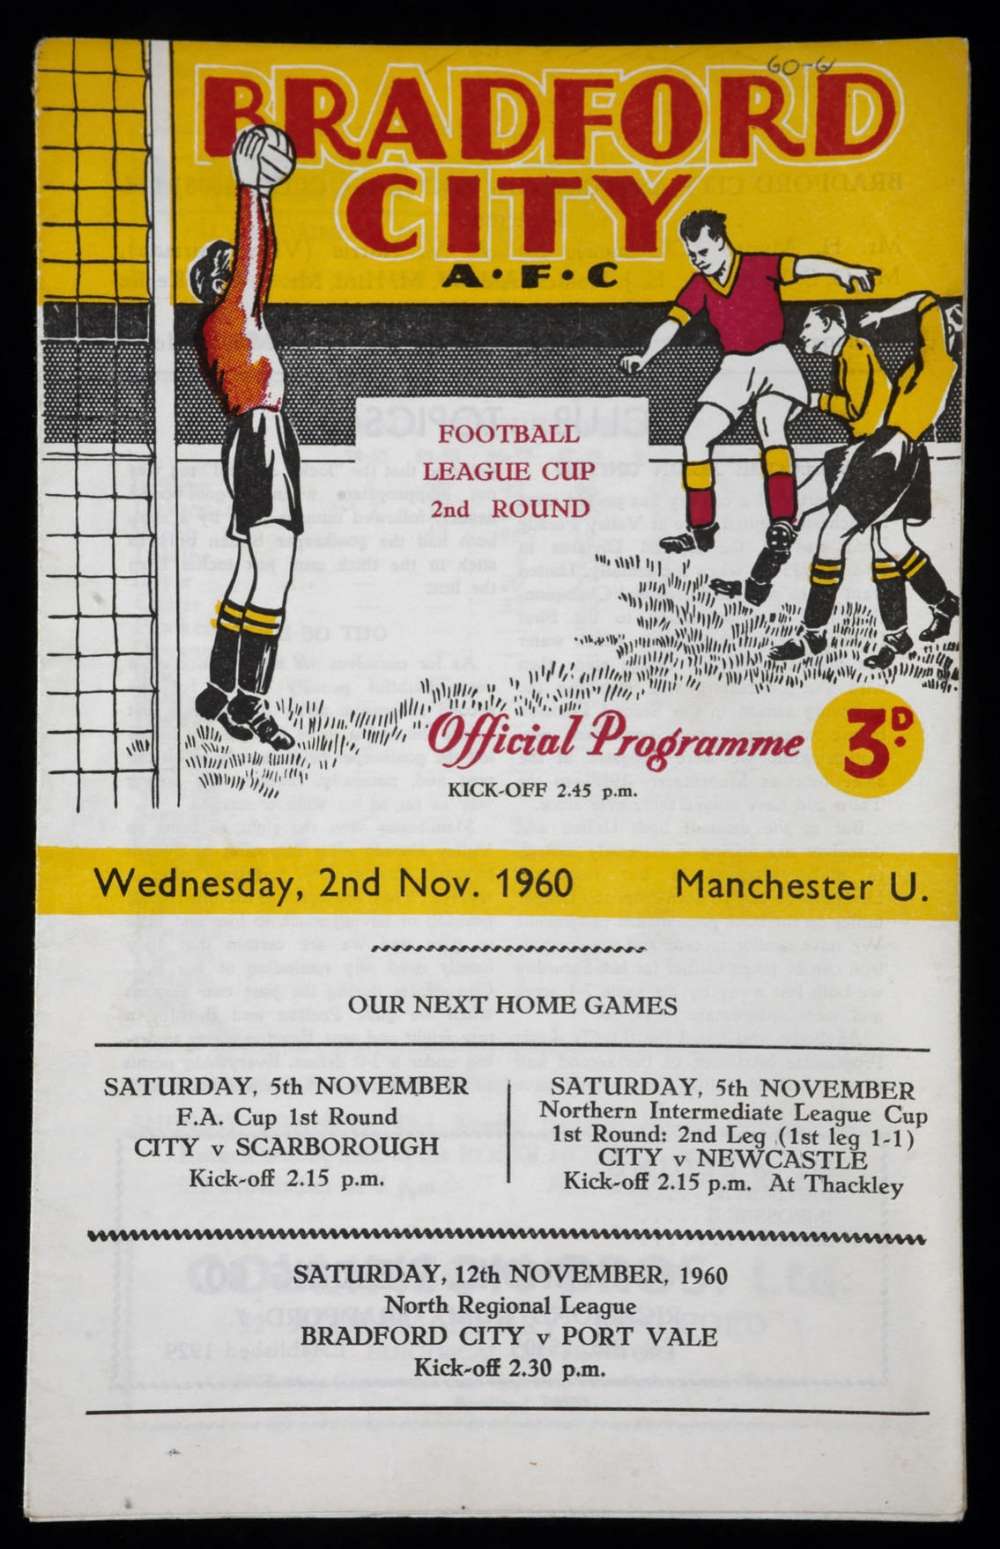 60-61
BRADFORD
CITY
A·F·C
FOOTBALL
LEAGUE CUP
2nd ROUND
Official Programme 3D.
KICK-OFF 2.45 p.m.
Wednesday, 2nd Nov. 1960 Manchester U.
OUR NEXT HOME GAMES
SATURDAY, 5th NOVEMBER
F.A. Cup 1st Round
CITY v SCARBOROUGH
Kick-off 2.15 p.m.
SATURDAY, 5th NOVEMBER
Northern Intermediate League Cup
1st Round: 2nd Leg (1st leg 1-1)
CITY v NEWCASTLE
Kick-off 2.15 p.m. At Thackley
SATURDAY, 12th NOVEMBER, 1960
North Regional League
BRADFORD CITY v PORT VALE
Kick-off 2.30 p.m.